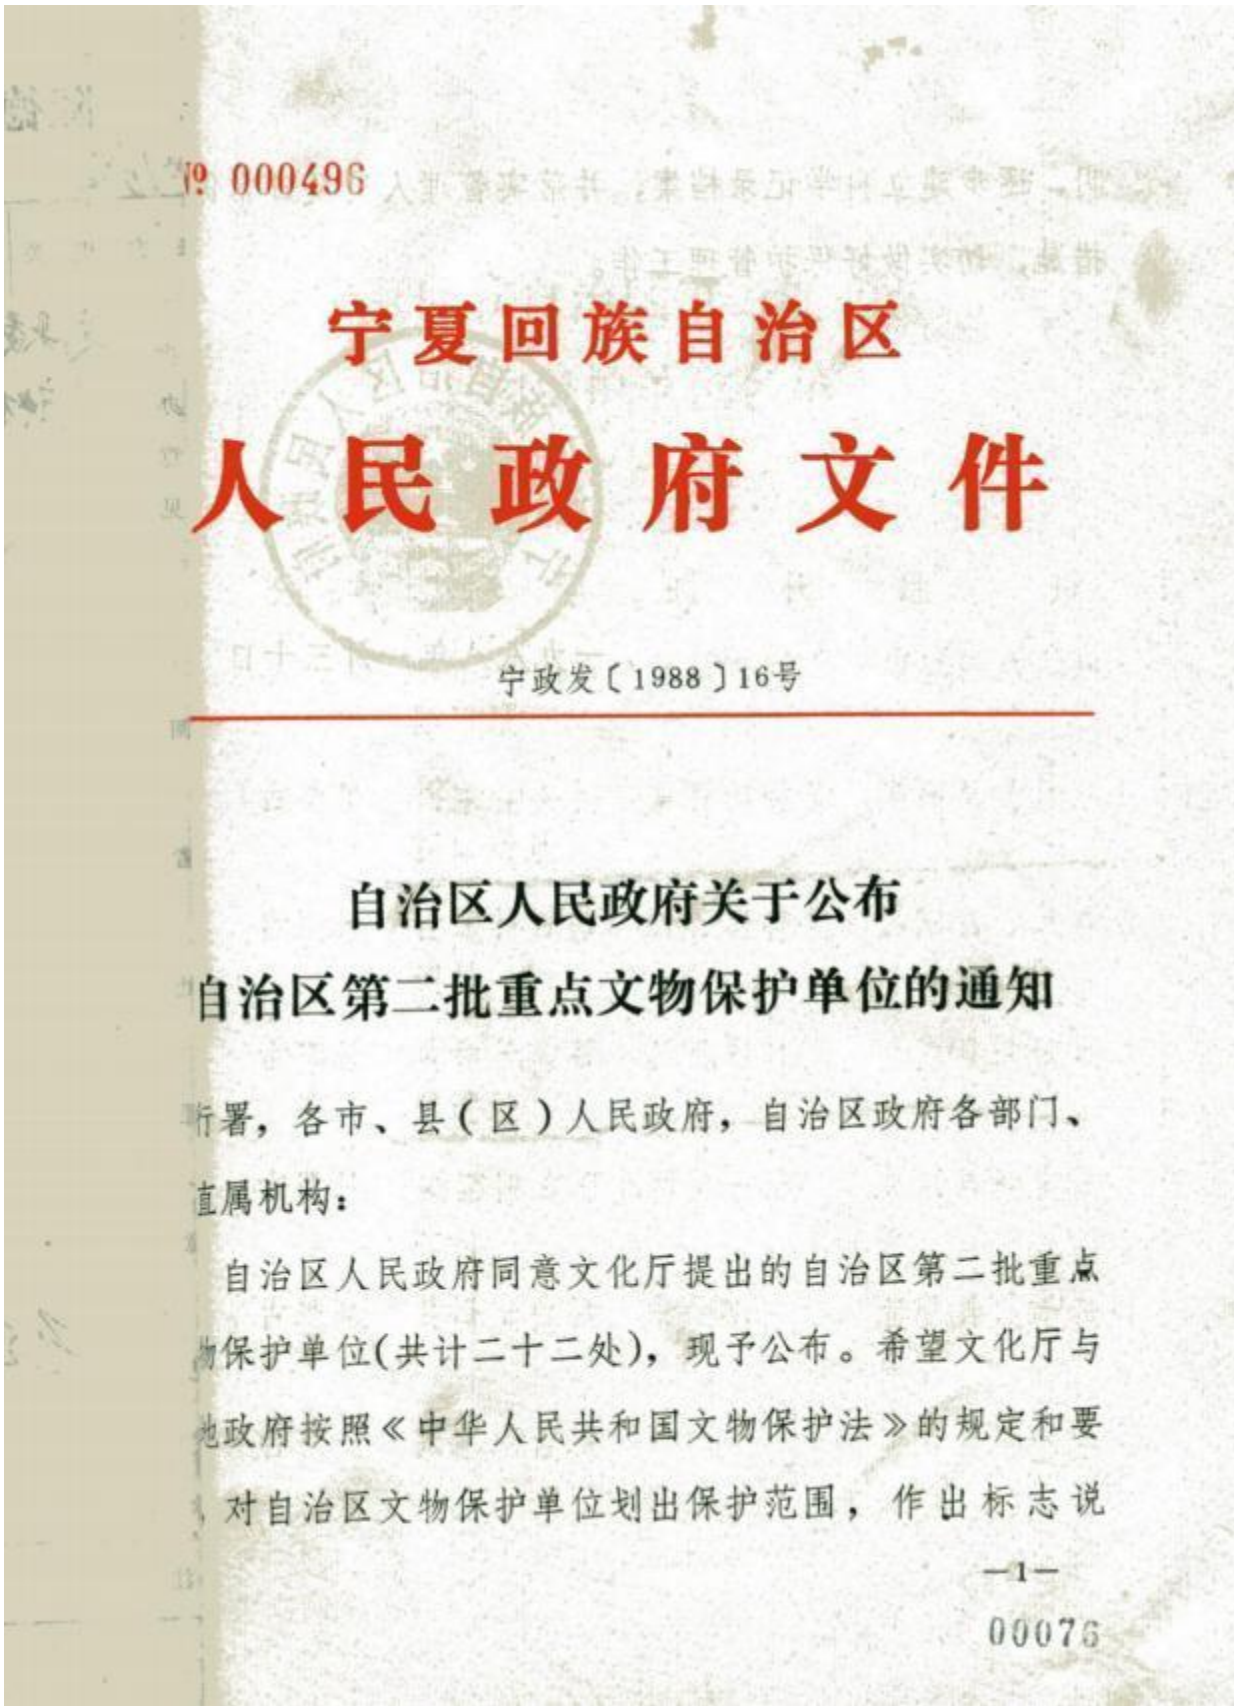 № 000496
宁夏回族自治区
人民政府文件
宁政发〔1988〕16号
自治区人民政府关于公布
自治区第二批重点文物保护单位的通知
行署，各市、县（区）人民政府，自治区政府各部门、
直属机构：
自治区人民政府同意文化厅提出的自治区第二批重点
物保护单位(共计二十二处)，现予公布。希望文化厅与
地政府按照《中华人民共和国文物保护法》的规定和要
对自治区文物保护单位划出保护范围，作出标志说
—1—
00076